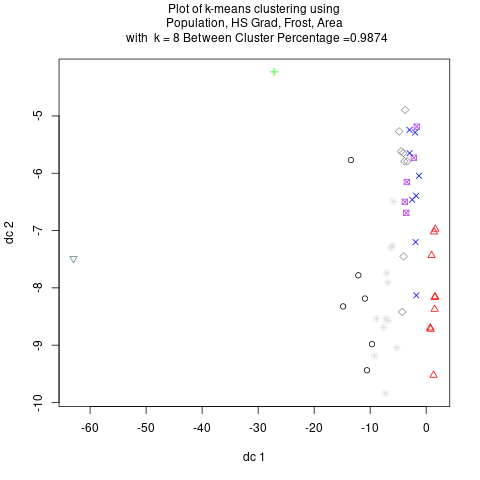 Plot of k-means clustering using
Population, HS Grad, Frost, Area
with k = 8 Between Cluster Percentage =0.9874
dc 2
-5
-6
-7
-8
-9
-10
-60
-50
-40
-30
-20
-10
0
dc 1